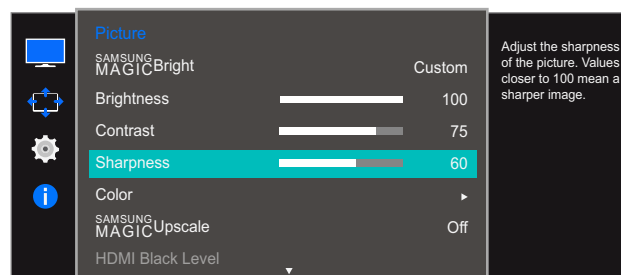 Picture
SAMSUNG
MAGICBright Custom
Brightness 100
Contrast 75
Sharpness 60
Color
SAMSUNG
MAGICUpscale Off
HDMI Black Level
Adjust the sharpness
of the picture. Values
closer to 100 mean a
sharper image.